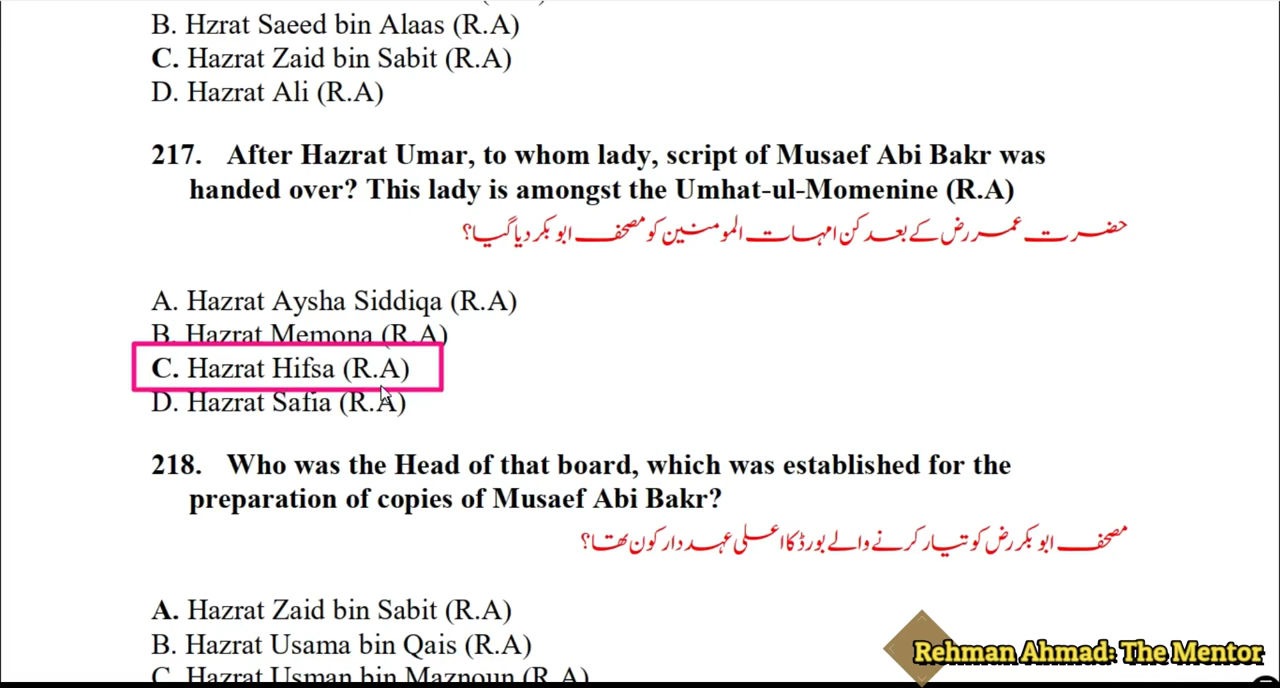 B. Hzrat Saeed bin Alaas (R.A)
C. Hazrat Zaid bin Sabit (R.A)
D. Hazrat Ali (R.A)
217. After Hazrat Umar, to whom lady, script of Musaef Abi Bakr was
handed over? This lady is amongst the Umhat-ul-Momenine (R.A)
حضرت عمر رض کے بعد کن امہات المومنین کو مصحف ابو بکر دیا گیا؟
A. Hazrat Aysha Siddiqa (R.A)
B. Hazrat Memona (R.A)
C. Hazrat Hifsa (R.A)
D. Hazrat Safia (R.A)
218. Who was the Head of that board, which was established for the
preparation of copies of Musaef Abi Bakr?
مصحف ابو بکر رض کو تیار کرنے والے بورڈ کا اعلی عہددار کون تھا؟
A. Hazrat Zaid bin Sabit (R.A)
B. Hazrat Usama bin Qais (R.A)
C. Hazrat Usman bin Maznoun (R.A)
Rehman Ahmad: The Mentor